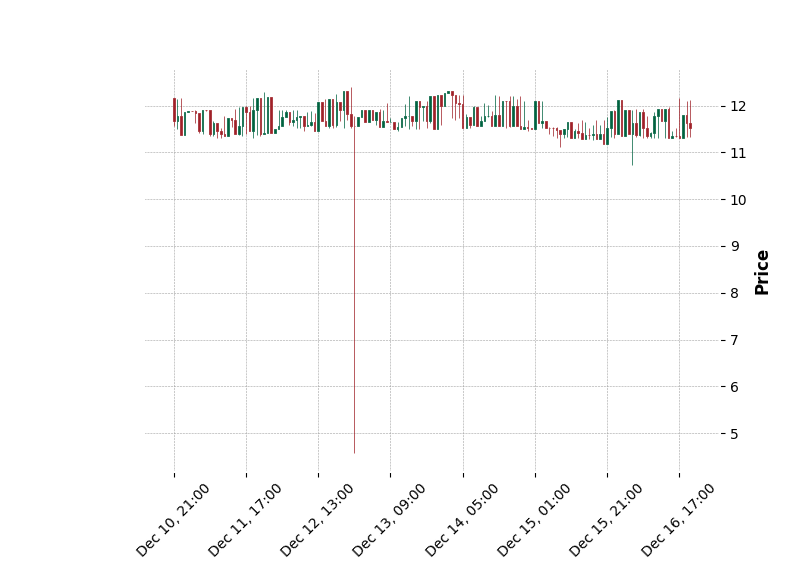 12
11
10
9
8
7
6
5
Price
Dec 10, 21:00
Dec 11, 17:00
Dec 12, 13:00
Dec 13, 09:00
Dec 14, 05:00
Dec 15, 01:00
Dec 15, 21:00
Dec 16, 17:00